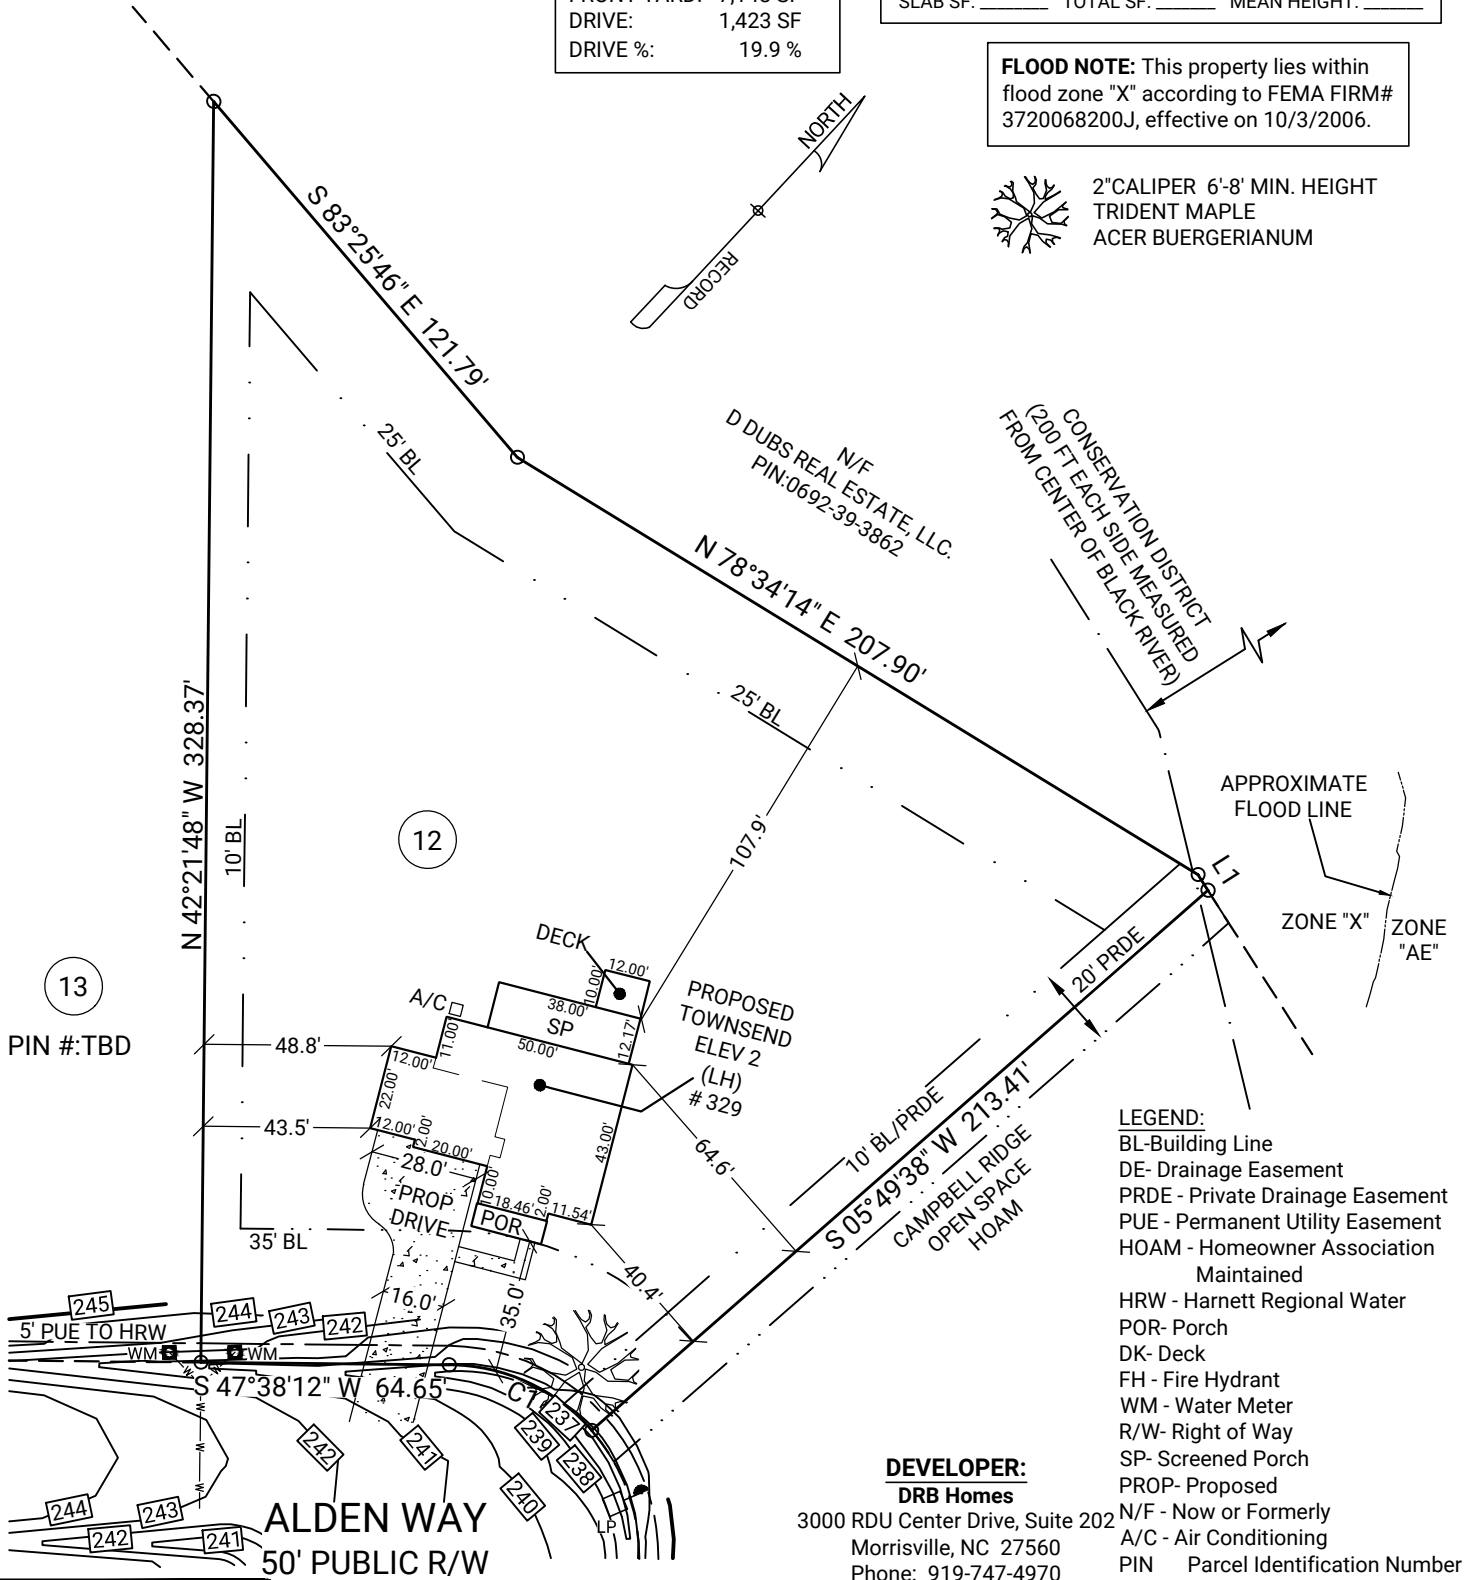 DRIVE: 1,423 SF
DRIVE %: 19.9 %
SLAB SF: ________ TOTAL SF: _______ MEAN HEIGHT: _______
FLOOD NOTE: This property lies within
flood zone "X" according to FEMA FIRM#
3720068200J, effective on 10/3/2006.
NORTH
RECORD
2"CALIPER 6'-8' MIN. HEIGHT
TRIDENT MAPLE
ACER BUERGERIANUM
S 83°25'46" E 121.79'
25' BL
N/F
D DUBS REAL ESTATE, LLC.
PIN:0692-39-3862
CONSERVATION DISTRICT
(200 FT EACH SIDE MEASURED
FROM CENTER OF BLACK RIVER)
N 78°34'14" E 207.90'
25' BL
N 42°21'48" W 328.37'
10' BL
12
107.9'
APPROXIMATE
FLOOD LINE
L1
ZONE "X"
ZONE
"AE"
20' PRDE
13
PIN #:TBD
DECK
12.00'
10.00'
38.00'
SP
A/C
11.00'
50.00'
12.17'
PROPOSED
TOWNSEND
ELEV 2
(LH)
# 329
48.8'
12.00'
22.00'
43.5'
12.00'
2.00'
20.00'
28.0'
43.00'
64.6'
10.00'
18.46'
2.00'
11.54'
PROP
DRIVE
POR
35' BL
10' BL/PRDE
S 05°49'38" W 213.41'
CAMPBELL RIDGE
OPEN SPACE
HOAM
40.4'
16.0'
35.0'
245
244
243
242
5' PUE TO HRW
WM
WM
W
W
W
W
W
S 47°38'12" W 64.65'
C1
237
239
238
242
241
240
244
243
242
241
LP
ALDEN WAY
50' PUBLIC R/W
LEGEND:
BL-Building Line
DE- Drainage Easement
PRDE - Private Drainage Easement
PUE - Permanent Utility Easement
HOAM - Homeowner Association
Maintained
HRW - Harnett Regional Water
POR- Porch
DK- Deck
FH - Fire Hydrant
WM - Water Meter
R/W- Right of Way
SP- Screened Porch
PROP- Proposed
N/F - Now or Formerly
A/C - Air Conditioning
PIN Parcel Identification Number
DEVELOPER:
DRB Homes
3000 RDU Center Drive, Suite 202
Morrisville, NC 27560
Phone: 919-747-4970